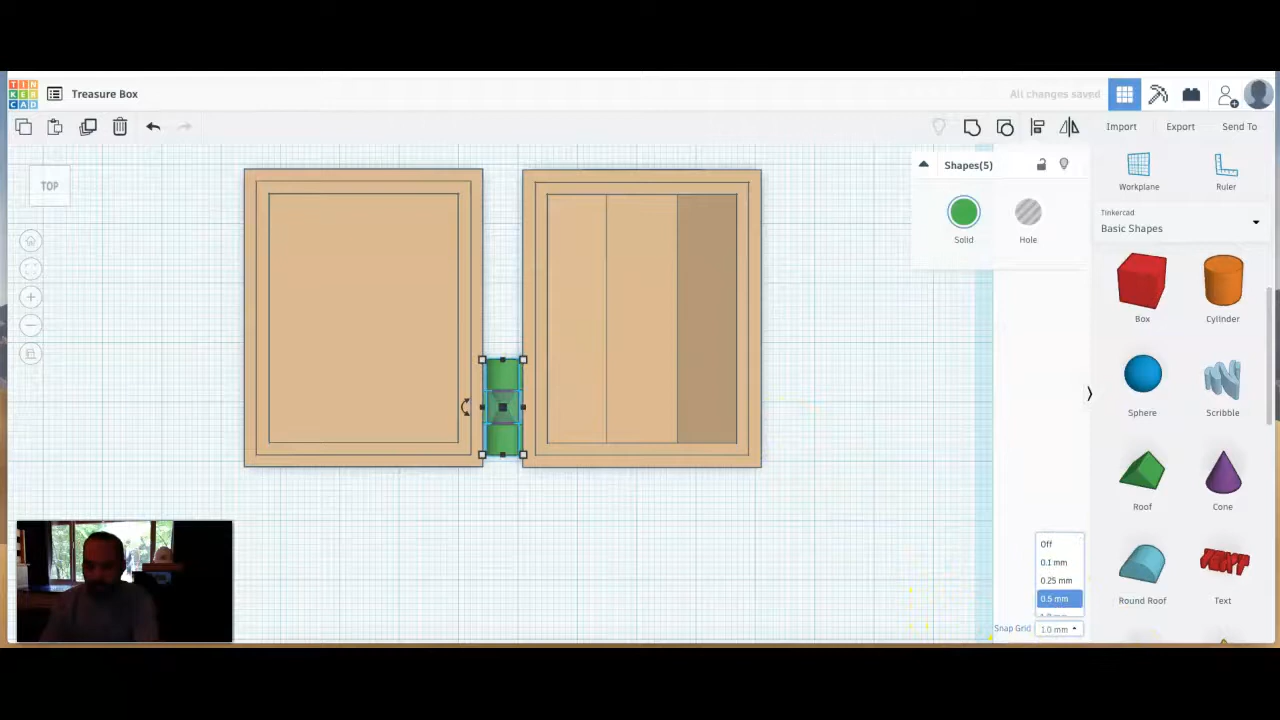 TIN
KER
CAD
Treasure Box
All changes saved
Import
Export
Send To
TOP
Shapes(5)
Solid
Hole
Workplane
Ruler
Tinkercad
Basic Shapes
Box
Cylinder
Sphere
Scribble
Roof
Cone
Round Roof
Text
TEXT
Off
0.1 mm
0.25 mm
0.5 mm
Snap Grid
1.0 mm